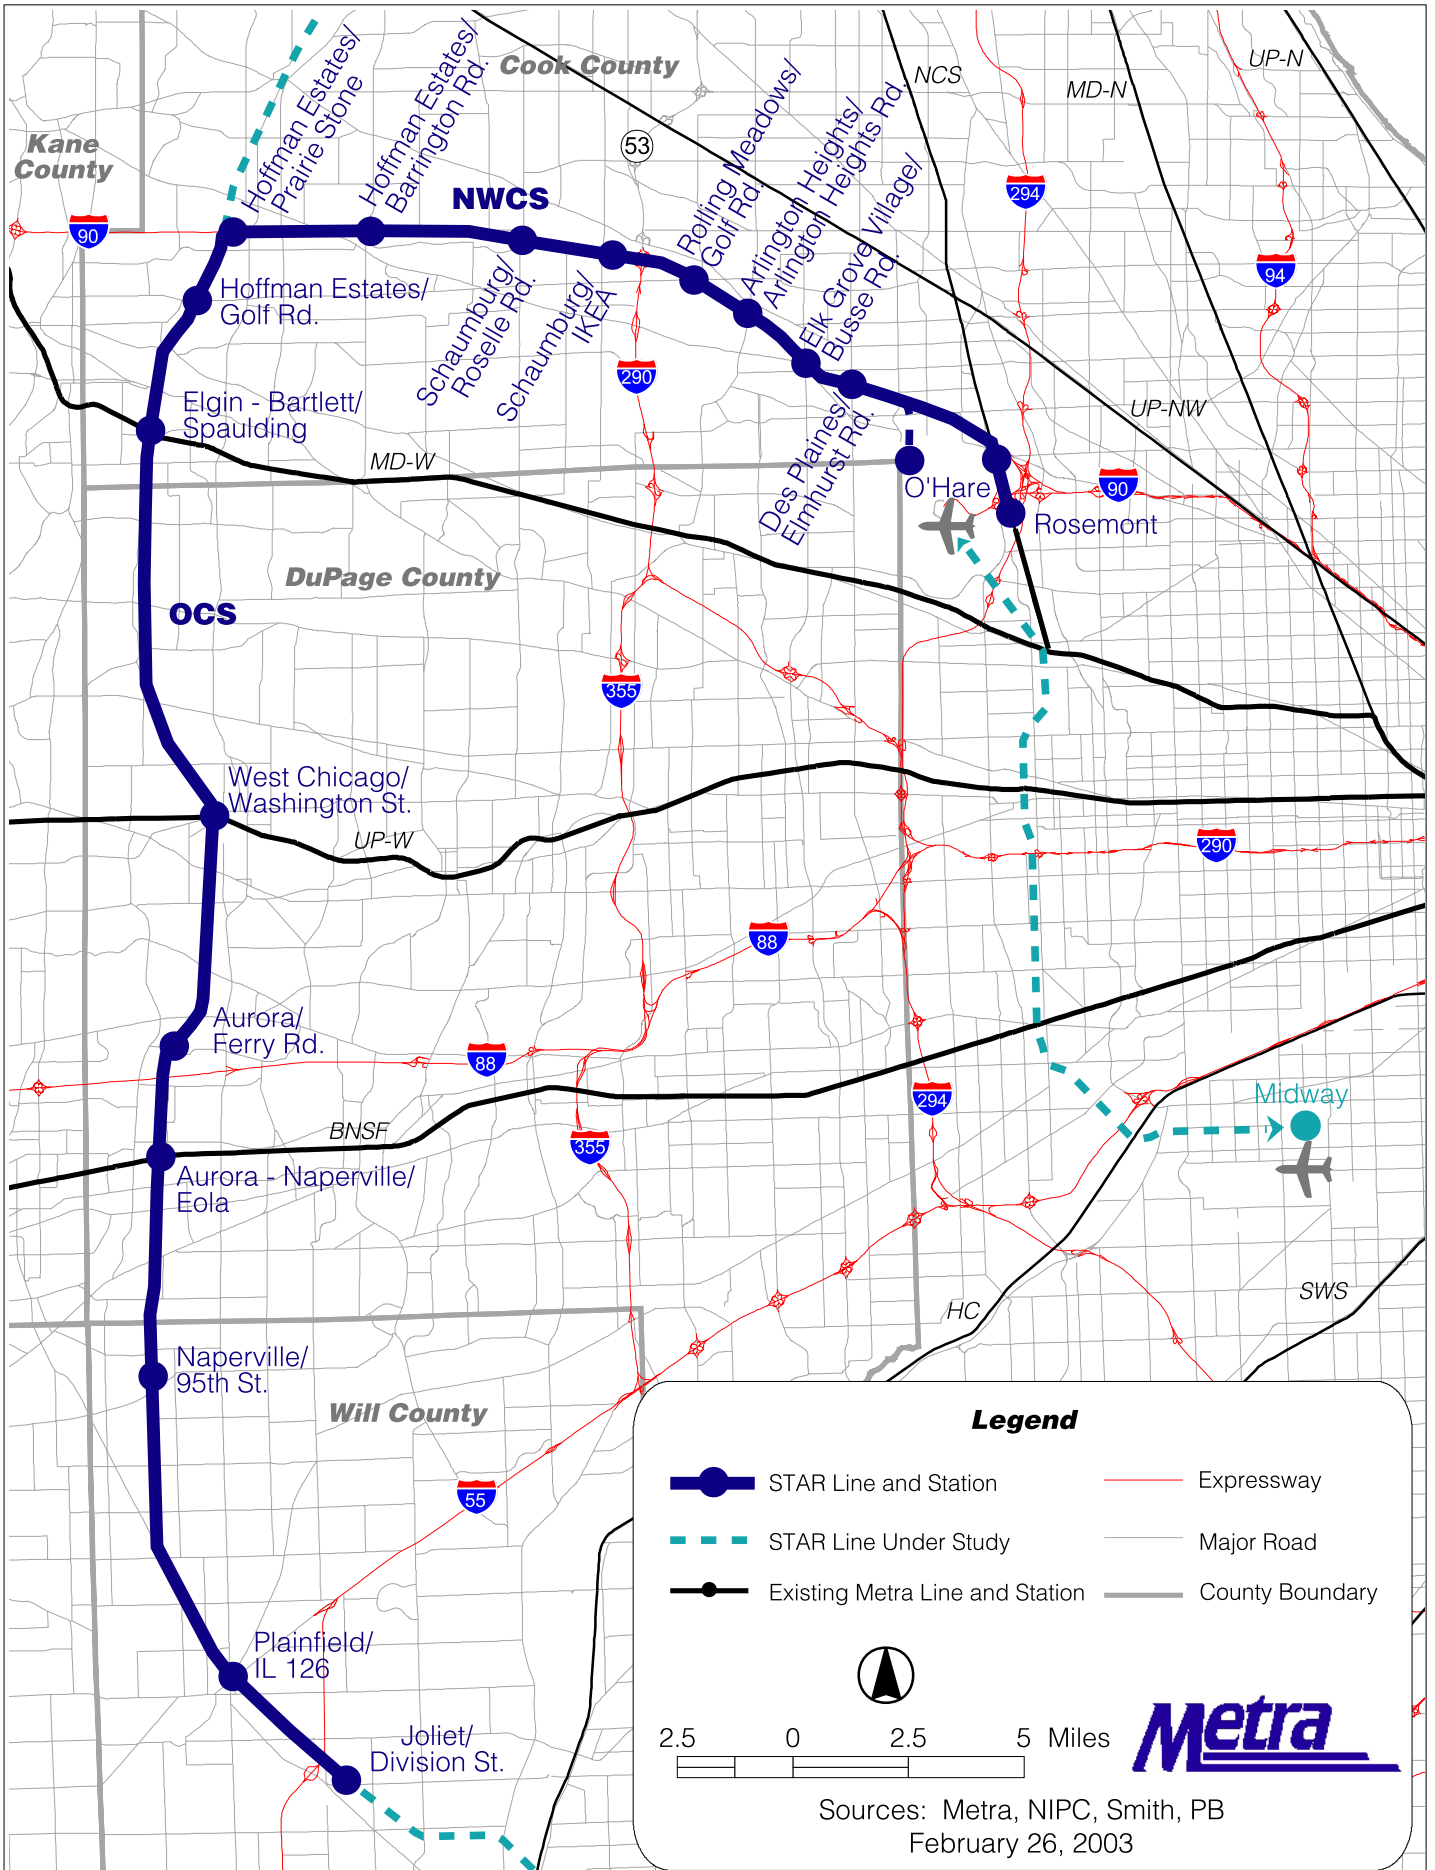 Cook County
NCS
MD-N
UP-N
Kane
County
53
Hoffman Estates/
Prairie Stone
Hoffman Estates/
Barrington Rd.
NWCS
Rolling Meadows/
Golf Rd.
Arlington Heights/
Arlington Heights Rd.
Elk Grove Village/
Busse Rd.
294
90
94
Hoffman Estates/
Golf Rd.
Schaumburg/
Roselle Rd.
Schaumburg/
IKEA
290
Elgin - Bartlett/
Spaulding
UP-NW
MD-W
Des Plaines/
Elmhurst Rd.
O'Hare
90
Rosemont
DuPage County
OCS
355
West Chicago/
Washington St.
UP-W
290
88
Aurora/
Ferry Rd.
88
294
Midway
BNSF
355
Aurora - Naperville/
Eola
HC
SWS
Naperville/
95th St.
Will County
55
Plainfield/
IL 126
Joliet/
Division St.
Legend
STAR Line and Station
Expressway
STAR Line Under Study
Major Road
Existing Metra Line and Station
County Boundary
2.5 0 2.5 5 Miles
Metra
Sources: Metra, NIPC, Smith, PB
February 26, 2003